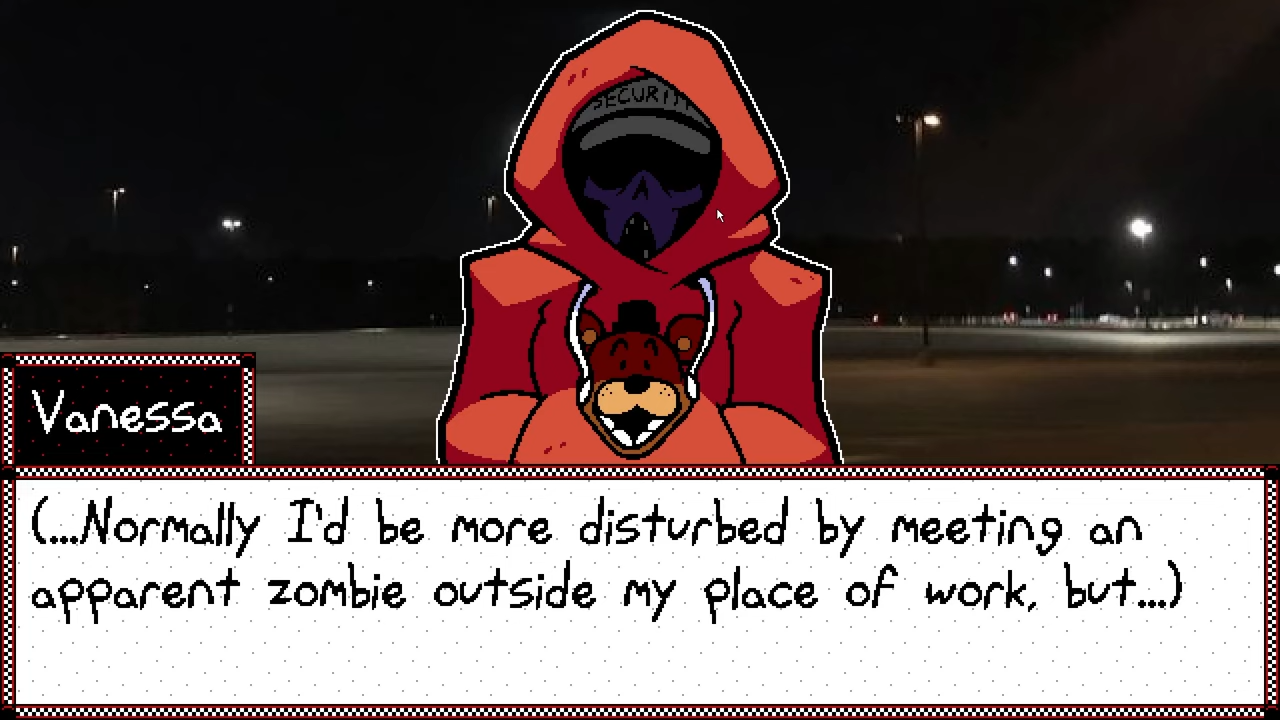 SECURITY
Vanessa
(...Normally I'd be more disturbed by meeting an
apparent zombie outside my place of work, but...)